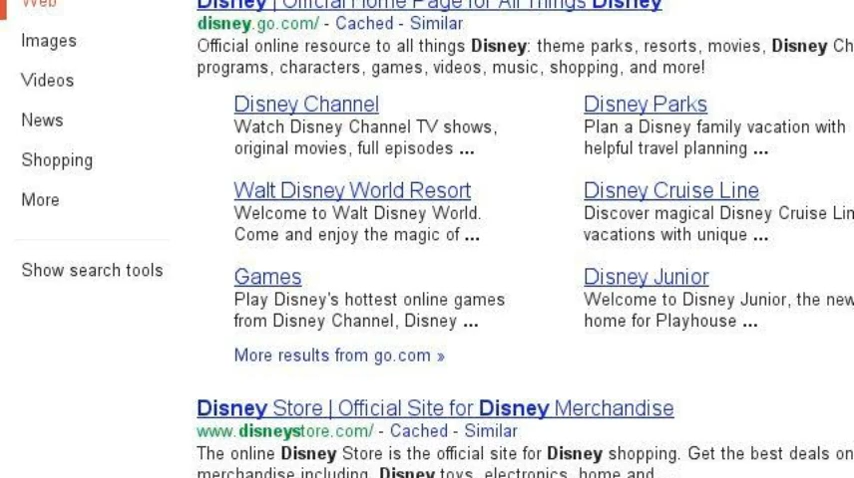 Web
Disney | Official Home Page for All Things Disney
disney.go.com/ - Cached - Similar
Official online resource to all things Disney: theme parks, resorts, movies, Disney Ch
programs, characters, games, videos, music, shopping, and more!
Images
Videos
News
Shopping
More
Show search tools
Disney Channel
Watch Disney Channel TV shows,
original movies, full episodes ...
Disney Parks
Plan a Disney family vacation with
helpful travel planning ...
Walt Disney World Resort
Welcome to Walt Disney World.
Come and enjoy the magic of ...
Disney Cruise Line
Discover magical Disney Cruise Lin
vacations with unique ...
Games
Play Disney's hottest online games
from Disney Channel, Disney ...
Disney Junior
Welcome to Disney Junior, the new
home for Playhouse ...
More results from go.com »
Disney Store | Official Site for Disney Merchandise
www.disneystore.com/ - Cached - Similar
The online Disney Store is the official site for Disney shopping. Get the best deals on
merchandise including, Disney toys, electronics, home and ...